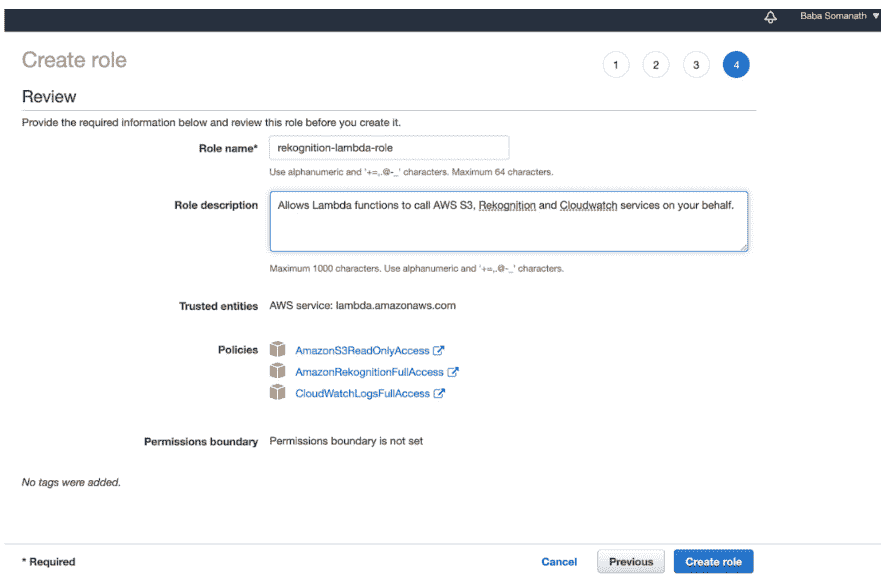 Baba Somanath
Create role
1 2 3 4
Review
Provide the required information below and review this role before you create it.
Role name* rekognition-lambda-role
Use alphanumeric and '+=,.@-_' characters. Maximum 64 characters.
Role description Allows Lambda functions to call AWS S3, Rekognition and Cloudwatch services on your behalf.
Maximum 1000 characters. Use alphanumeric and '+=,.@-_' characters.
Trusted entities AWS service: lambda.amazonaws.com
Policies AmazonS3ReadOnlyAccess
AmazonRekognitionFullAccess
CloudWatchLogsFullAccess
Permissions boundary Permissions boundary is not set
No tags were added.
* Required Cancel Previous Create role